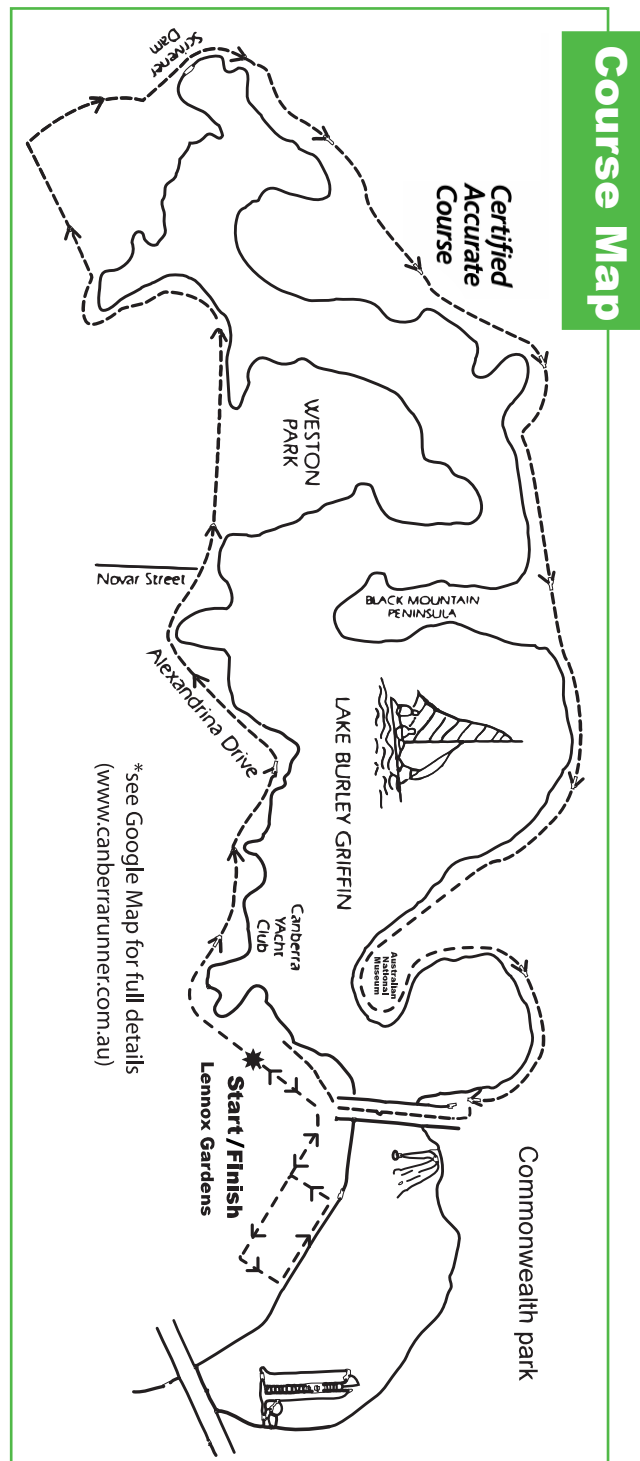 Course Map
Certified
Accurate
Course
Scrivener
Dam
WESTON
PARK
Novar Street
BLACK MOUNTAIN
PENINSULA
Alexandrina Drive
LAKE BURLEY GRIFFIN
*see Google Map for full details
(www.canberrarunner.com.au)
Canberra
YAcht
Club
Australian
National
Museum
Start/Finish
Lennox Gardens
Commonwealth park